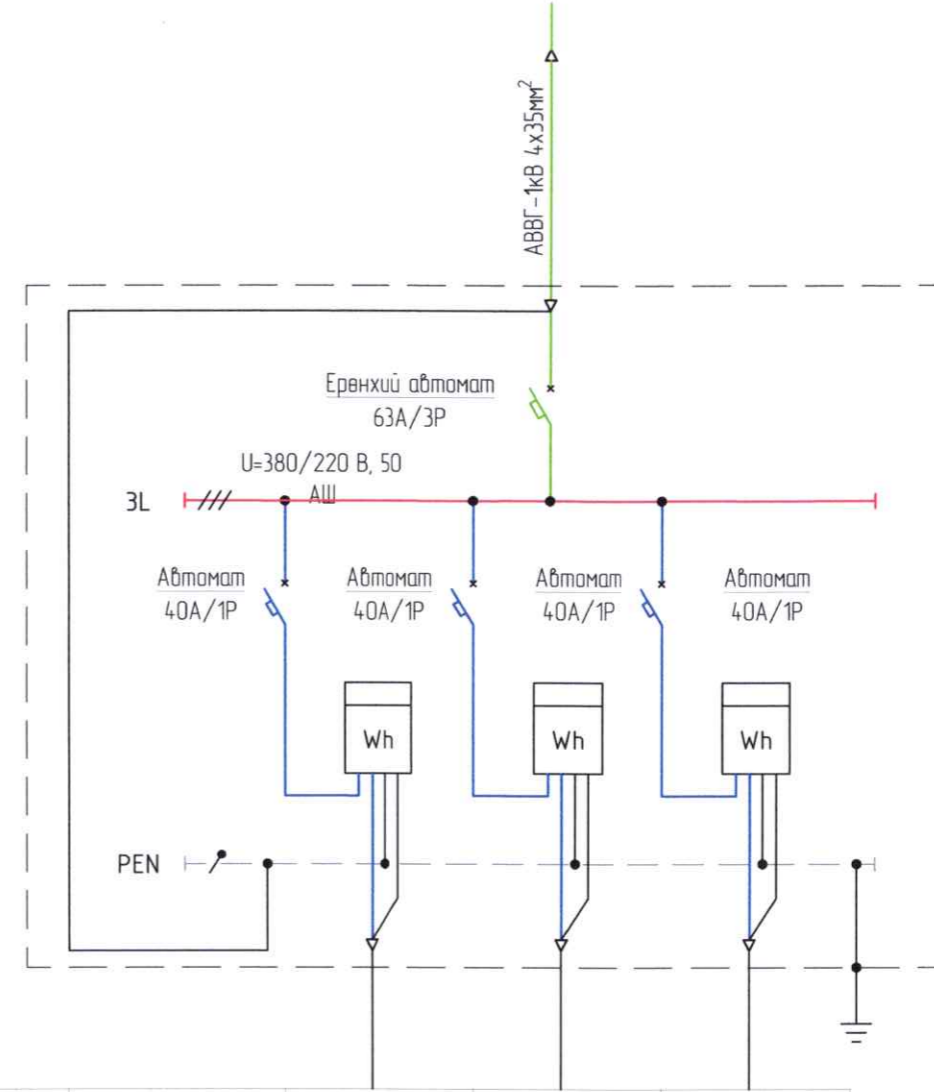 АВВГ-1кВ 4х35мм²
Ерөнхий автомат
63А/3Р
U=380/220 В, 50
АШ
3L
Автомат
40А/1Р
Автомат
40А/1Р
Автомат
40А/1Р
Автомат
40А/1Р
Wh
Wh
Wh
PEN